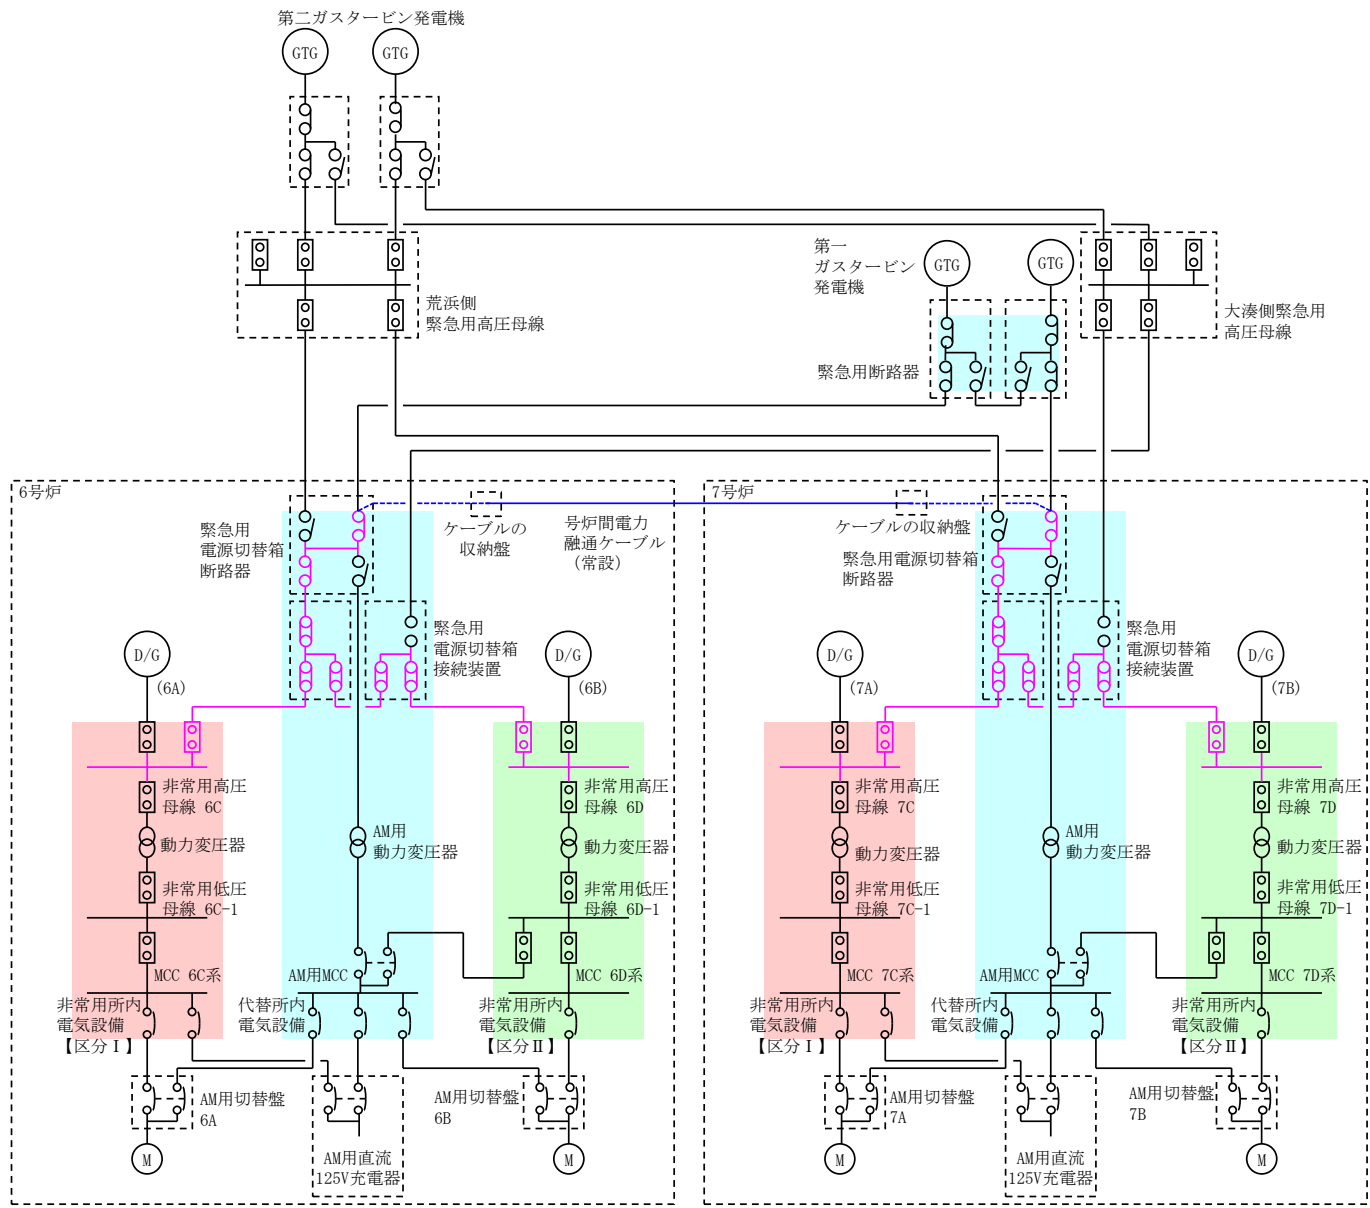 第二ガスタービン発電機
GTG
GTG
荒浜側
緊急用高圧母線
第一
ガスタービン
発電機
GTG
GTG
緊急用断路器
大湊側緊急用
高圧母線
6号炉
緊急用
電源切替箱
断路器
ケーブルの
収納盤
号炉間電力
融通ケーブル
(常設)
緊急用
電源切替箱
接続装置
D/G
(6A)
D/G
(6B)
非常用高圧
母線 6C
動力変圧器
非常用低圧
母線 6C-1
MCC 6C系
非常用所内
電気設備
【区分Ⅰ】
AM用
動力変圧器
AM用MCC
代替所内
電気設備
非常用高圧
母線 6D
動力変圧器
非常用低圧
母線 6D-1
MCC 6D系
非常用所内
電気設備
【区分Ⅱ】
AM用切替盤
6A
M
AM用直流
125V充電器
AM用切替盤
6B
M
7号炉
ケーブルの収納盤
緊急用電源切替箱
断路器
緊急用
電源切替箱
接続装置
D/G
(7A)
D/G
(7B)
非常用高圧
母線 7C
動力変圧器
非常用低圧
母線 7C-1
MCC 7C系
非常用所内
電気設備
【区分Ⅰ】
AM用
動力変圧器
AM用MCC
代替所内
電気設備
非常用高圧
母線 7D
動力変圧器
非常用低圧
母線 7D-1
MCC 7D系
非常用所内
電気設備
【区分Ⅱ】
AM用切替盤
7A
M
AM用直流
125V充電器
AM用切替盤
7B
M